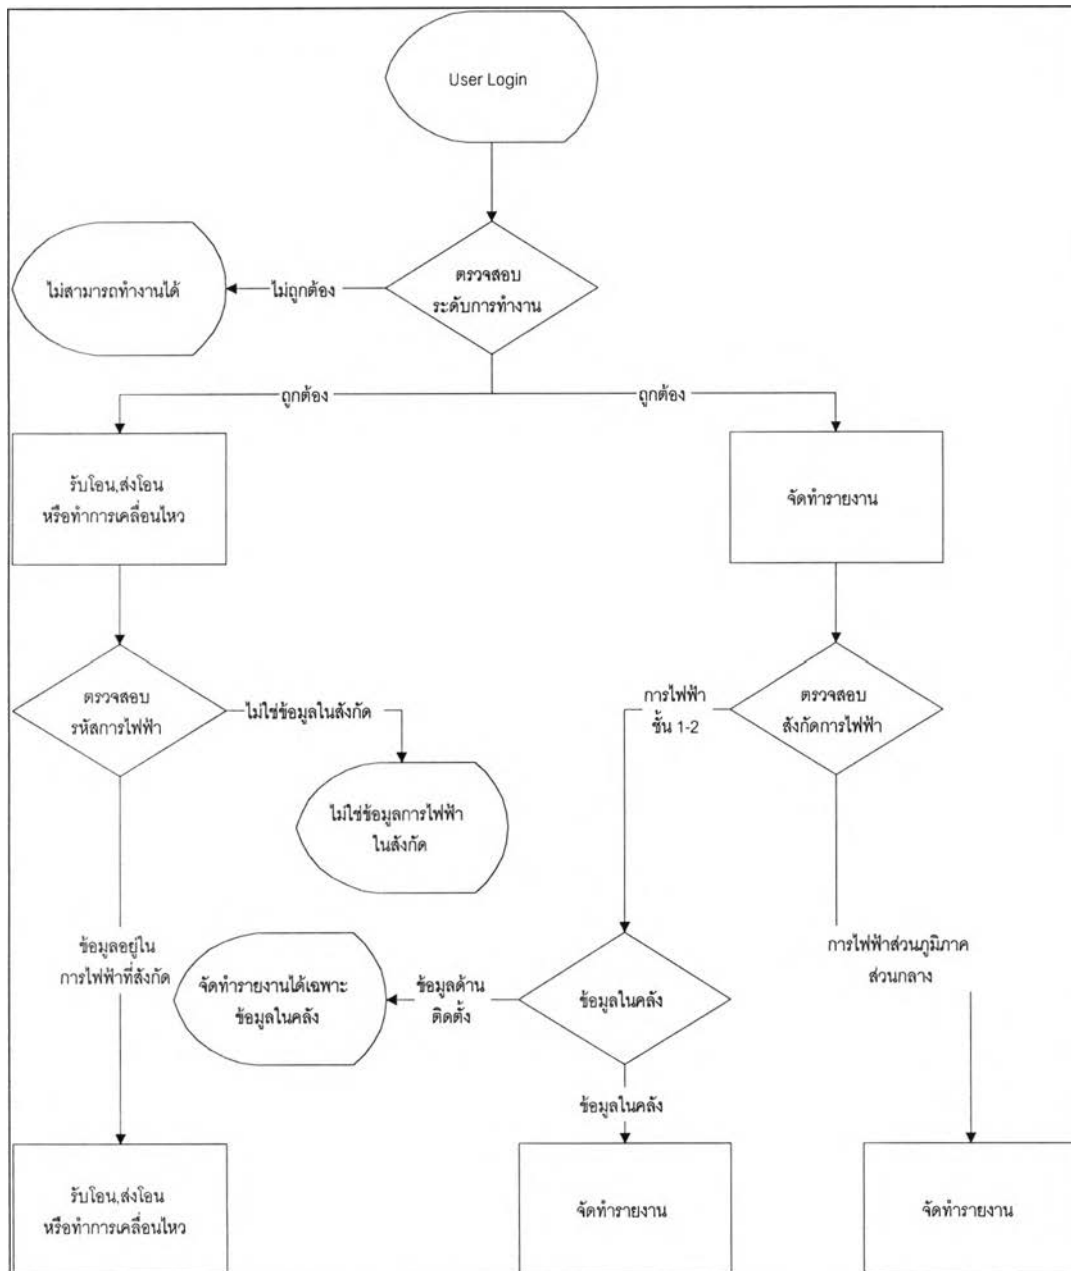 User Login
ตรวจสอบ
ระดับการทำงาน
ไม่ถูกต้อง
ไม่สามารถทำงานได้
ถูกต้อง
ถูกต้อง
รับโอน,ส่งโอน
หรือทำการเคลื่อนไหว
จัดทำรายงาน
ตรวจสอบ
รหัสการไฟฟ้า
ไม่ใช่ข้อมูลในสังกัด
การไฟฟ้า
ชั้น 1-2
ตรวจสอบ
สังกัดการไฟฟ้า
ไม่ใช่ข้อมูลการไฟฟ้า
ในสังกัด
ข้อมูลอยู่ใน
การไฟฟ้าที่สังกัด
จัดทำรายงานได้เฉพาะ
ข้อมูลในคลัง
ข้อมูลด้าน
ติดตั้ง
ข้อมูลในคลัง
การไฟฟ้าส่วนภูมิภาค
ส่วนกลาง
ข้อมูลในคลัง
รับโอน,ส่งโอน
หรือทำการเคลื่อนไหว
จัดทำรายงาน
จัดทำรายงาน